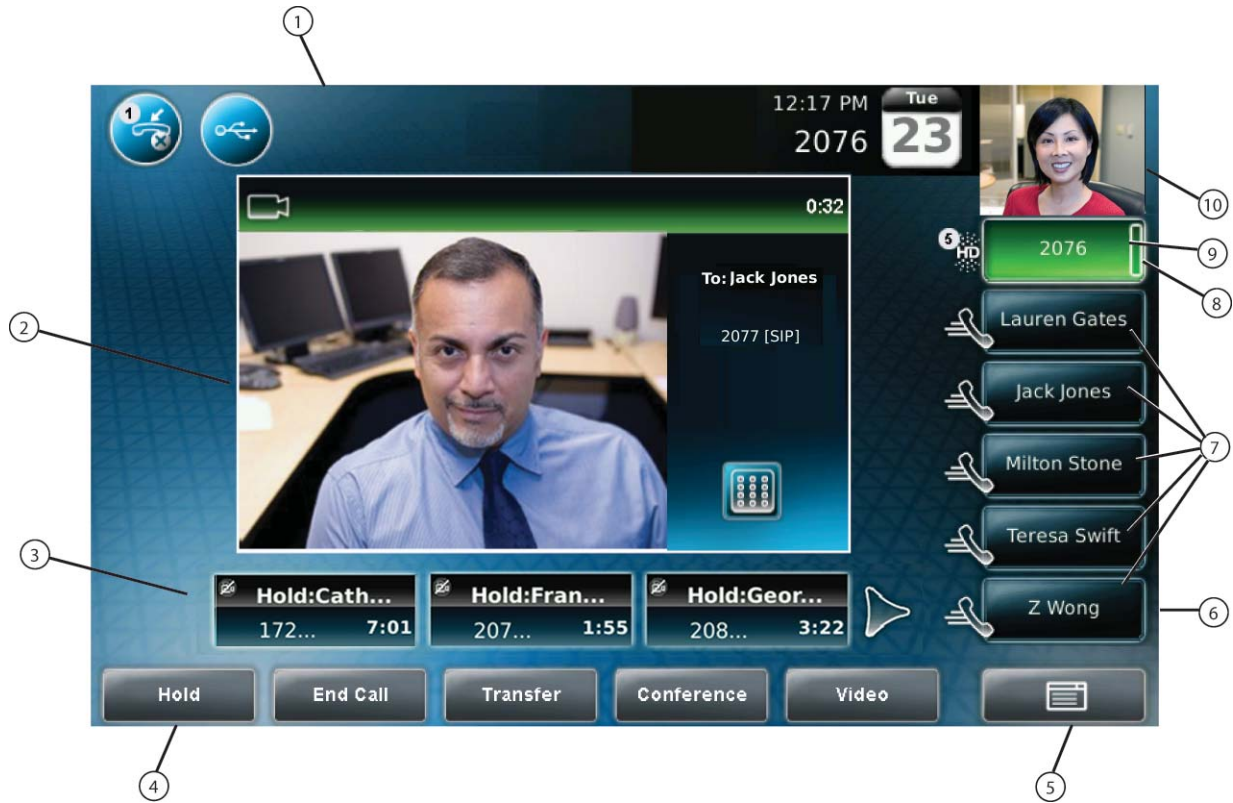 1
1
12:17 PM
2076
Tue
23
10
0:32
5
HD
2076
9
8
To: Jack Jones
2077 [SIP]
2
Lauren Gates
Jack Jones
7
Milton Stone
Teresa Swift
3
Hold:Cath...
172... 7:01
Hold:Fran...
207... 1:55
Hold:Geor...
208... 3:22
Z Wong
6
Hold
End Call
Transfer
Conference
Video
4
5